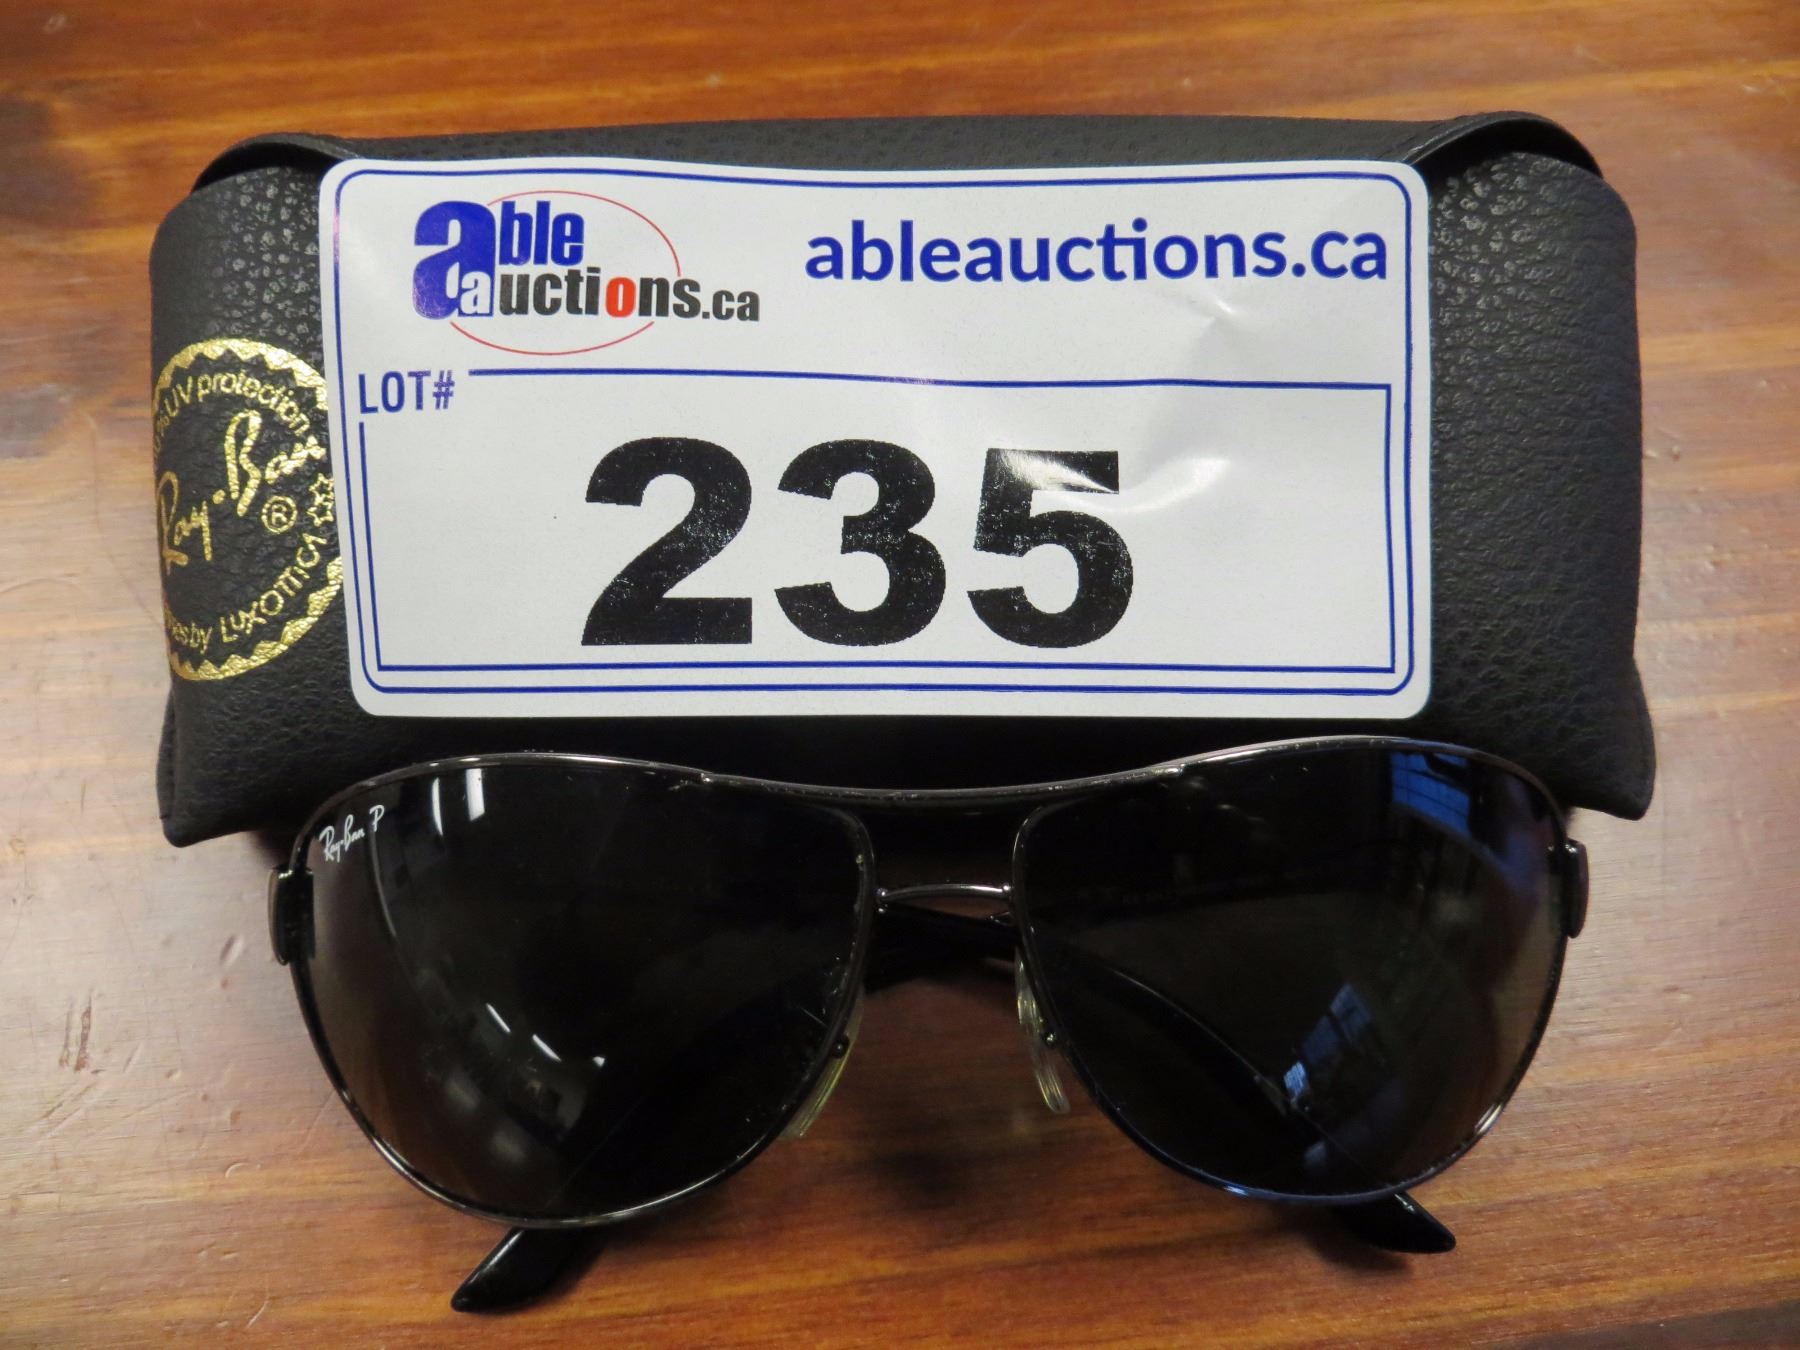 able
auctions.ca
ableauctions.ca
LOT#
235
% UV protection
Ray-Ban
®
by LUXOTTICA
Ray-Ban P